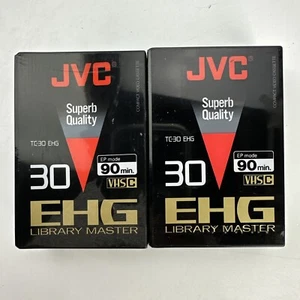 JVC
Superb
Quality
TC-30 EHG
EP mode
30
90 min.
VHS C
EHG
LIBRARY MASTER
JVC
Superb
Quality
TC-30 EHG
EP mode
30
90 min.
VHS C
EHG
LIBRARY MASTER